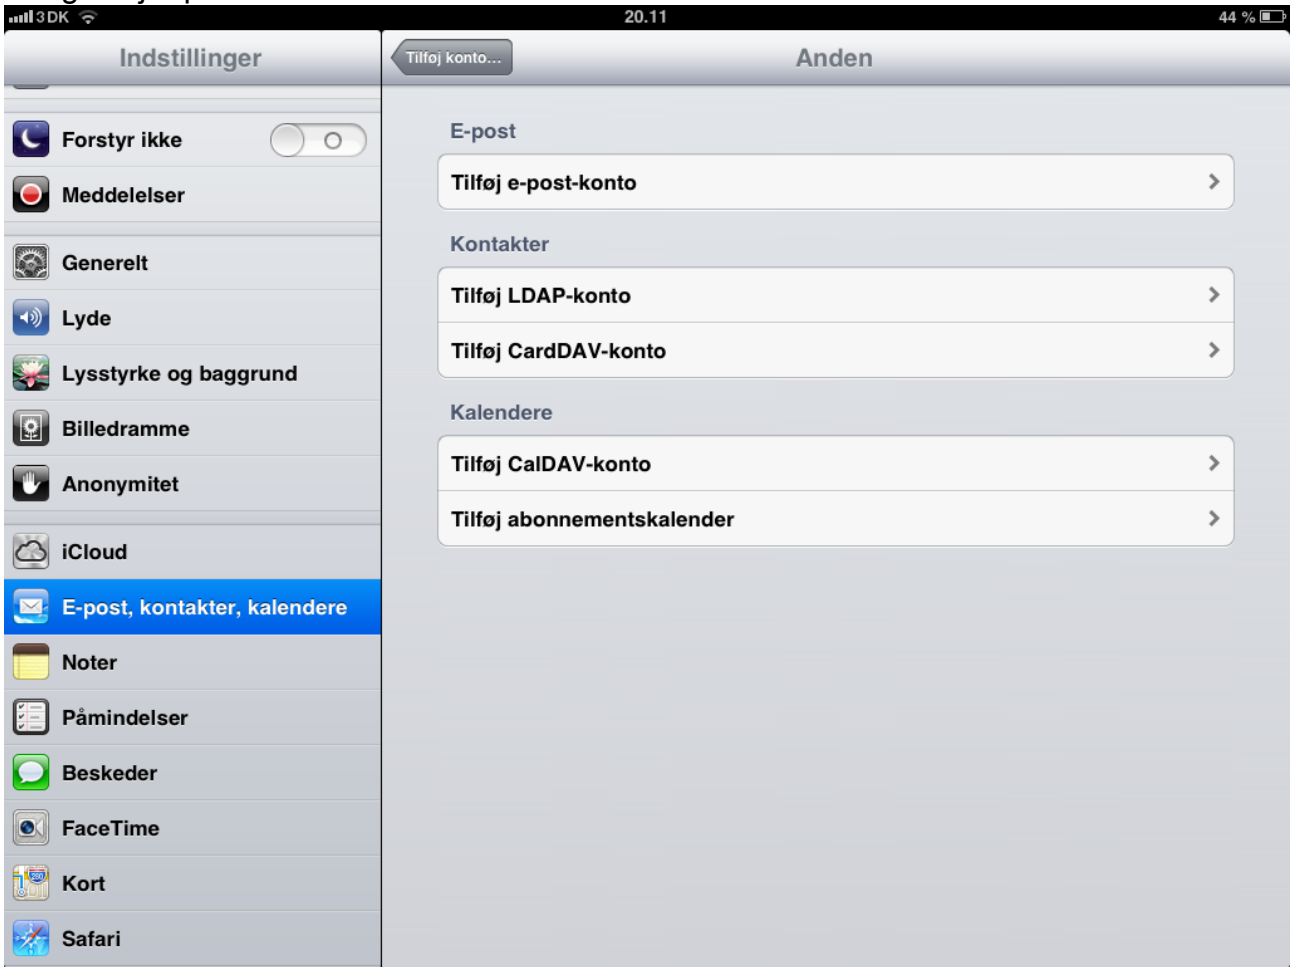 3 DK
20.11
44 %
Indstillinger
Forstyr ikke
Meddelelser
Generelt
Lyde
Lysstyrke og baggrund
Billedramme
Anonymitet
iCloud
E-post, kontakter, kalendere
Noter
Påmindelser
Beskeder
FaceTime
Kort
Safari
Tilføj konto...
Anden
E-post
Tilføj e-post-konto
Kontakter
Tilføj LDAP-konto
Tilføj CardDAV-konto
Kalendere
Tilføj CalDAV-konto
Tilføj abonnementskalender